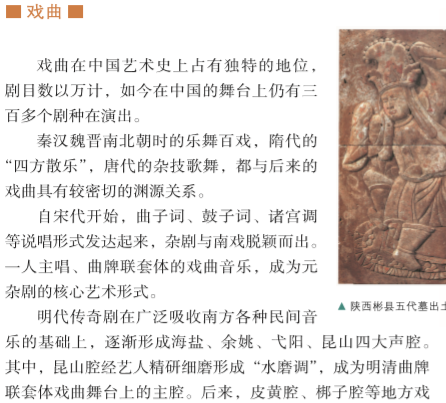 戏曲
戏曲在中国艺术史上占有独特的地位，
剧目数以万计，如今在中国的舞台上仍有三
百多个剧种在演出。
秦汉魏晋南北朝时的乐舞百戏，隋代的
“四方散乐”，唐代的杂技歌舞，都与后来的
戏曲具有较密切的渊源关系。
自宋代开始，曲子词、鼓子词、诸宫调
等说唱形式发达起来，杂剧与南戏脱颖而出。
一人主唱、曲牌联套体的戏曲音乐，成为元
杂剧的核心艺术形式。
▲ 陕西彬县五代墓出土
明代传奇剧在广泛吸收南方各种民间音
乐的基础上，逐渐形成海盐、余姚、弋阳、昆山四大声腔。
其中，昆山腔经艺人精研细磨形成“水磨调”，成为明清曲牌
联套体戏曲舞台上的主腔。后来，皮黄腔、梆子腔等地方戏